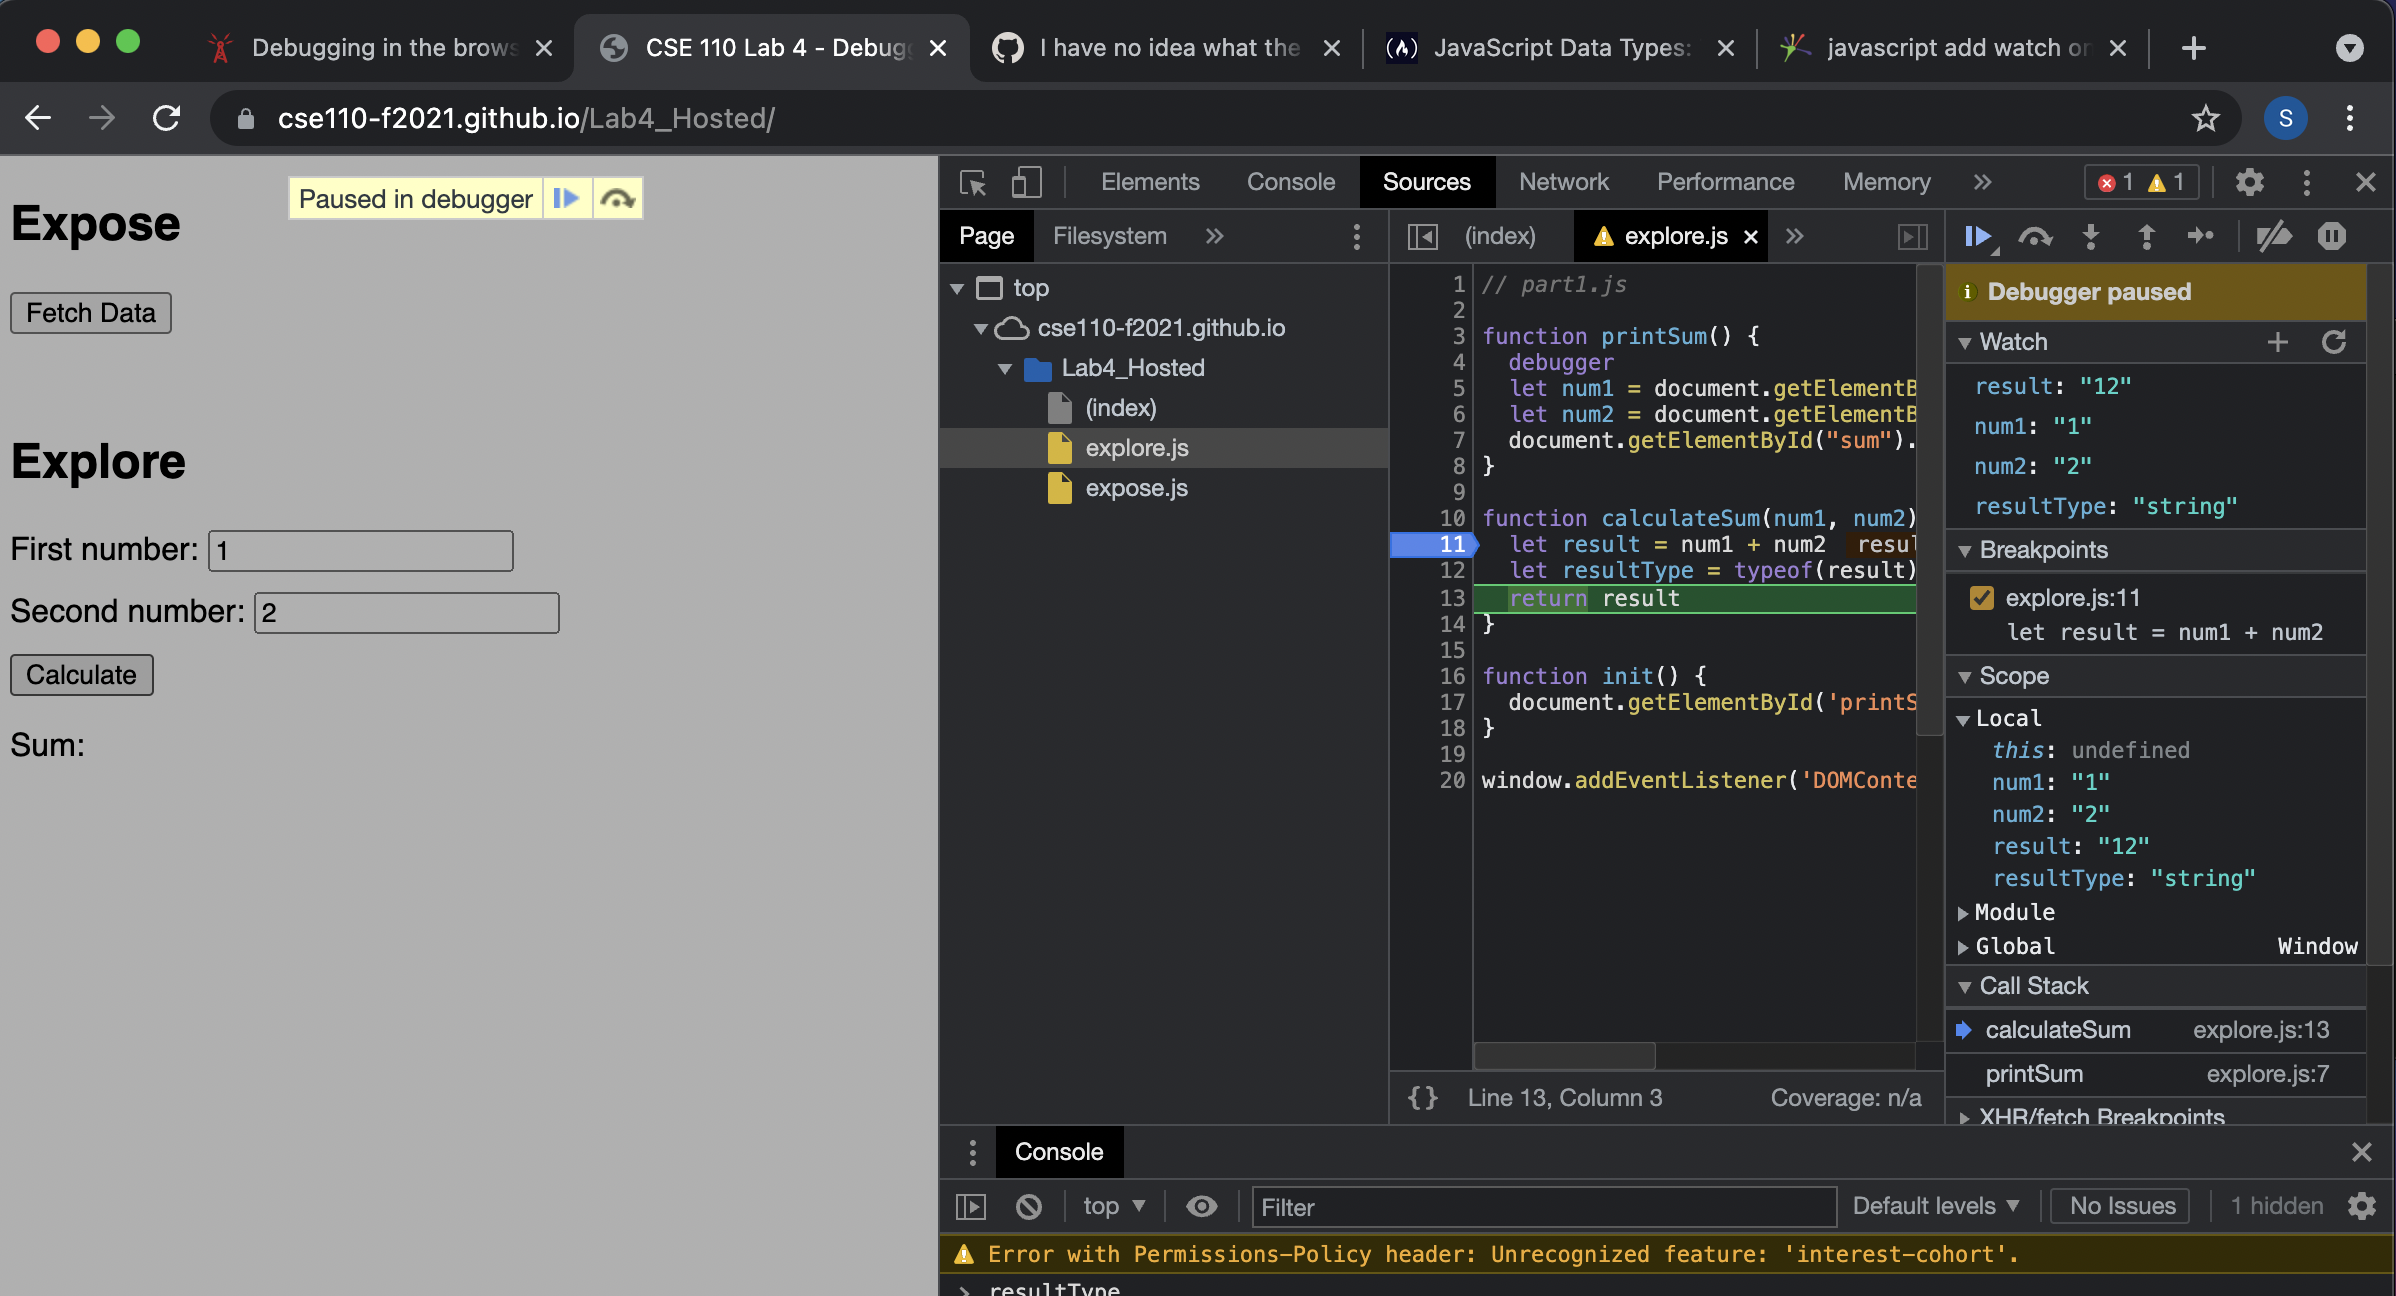 Debugging in the brows
CSE 110 Lab 4 - Debugg
I have no idea what the
JavaScript Data Types:
javascript add watch on
cse110-f2021.github.io/Lab4_Hosted/
S
Expose
Paused in debugger
Fetch Data
Explore
First number: 1
Second number: 2
Calculate
Sum:
Elements Console Sources Network Performance Memory » 1 1
Page Filesystem »
top
cse110-f2021.github.io
Lab4_Hosted
(index)
explore.js
expose.js
(index) explore.js »
1 // part1.js
2
3 function printSum() {
4 debugger
5 let num1 = document.getElementB
6 let num2 = document.getElementB
7 document.getElementById("sum").
8 }
9
10 function calculateSum(num1, num2)
11 let result = num1 + num2 resul
12 let resultType = typeof(result)
13 return result
14 }
15
16 function init() {
17 document.getElementById('printS
18 }
19
20 window.addEventListener('DOMConte
{} Line 13, Column 3 Coverage: n/a
Debugger paused
Watch
result: "12"
num1: "1"
num2: "2"
resultType: "string"
Breakpoints
explore.js:11
let result = num1 + num2
Scope
Local
this: undefined
num1: "1"
num2: "2"
result: "12"
resultType: "string"
Module
Global Window
Call Stack
calculateSum explore.js:13
printSum explore.js:7
XHR/fetch Breakpoints
Console
top Filter Default levels No Issues 1 hidden
Error with Permissions-Policy header: Unrecognized feature: 'interest-cohort'.
> resultType